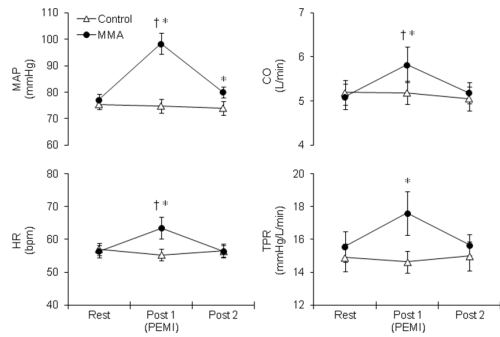 Control
MMA
MAP
(mmHg)
110
100
90
80
70
60
† *
*
CO
(L/min)
7
6
5
4
† *
HR
(bpm)
80
70
60
50
40
† *
Rest
Post 1
(PEMI)
Post 2
TPR
(mmHg/L/min)
20
18
16
14
12
*
Rest
Post 1
(PEMI)
Post 2